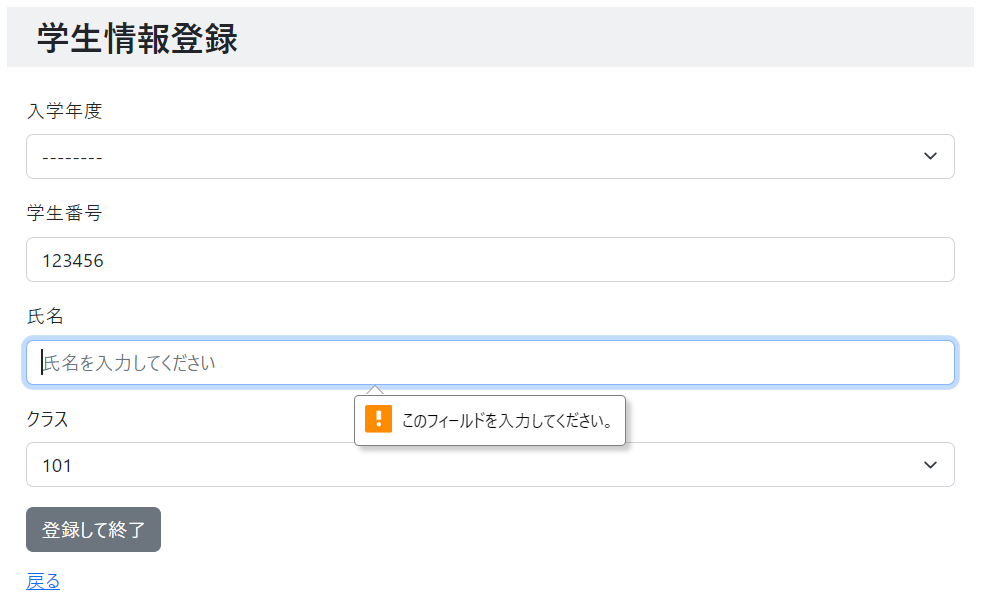 学生情報登録
入学年度
--------
学生番号
123456
氏名
氏名を入力してください
このフィールドを入力してください。
クラス
101
登録して終了
戻る